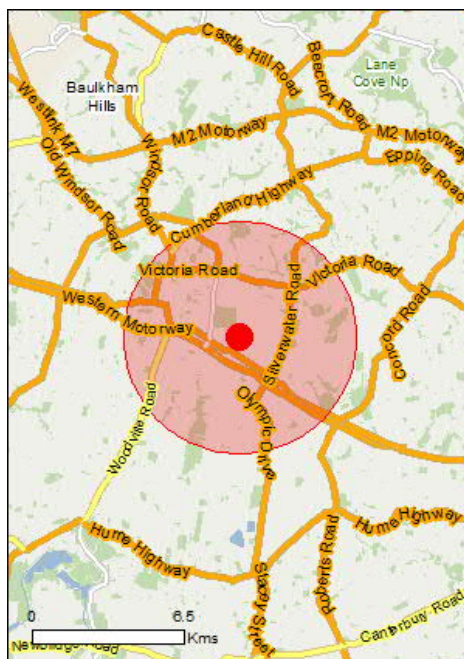 Castle Hill Road
Beecroft Road
Lane
Cove Np
Baulkham
Hills
Westlink M7
M2 Motorway
M2 Motorway
Old Windsor Road
Windsor Road
Epping Road
Cumberland Highway
Victoria Road
Victoria Road
Silverwater Road
Western Motorway
Concord Road
Olympic Drive
Woodville Road
Hume Highway
Hume Highway
Stacey Street
Roberts Road
0
6.5
Kms
Newbridge Road
Canterbury Road